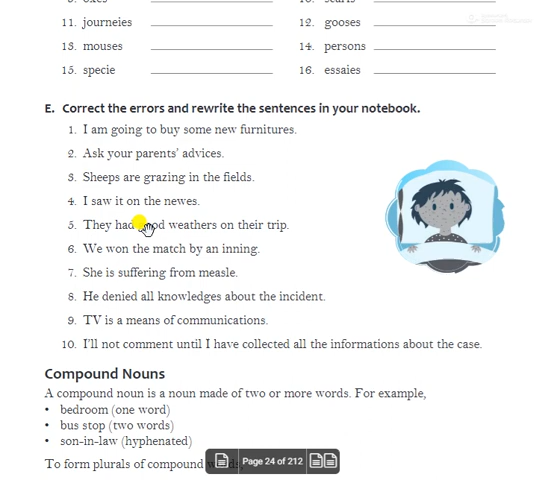 11. journeies
12. gooses
13. mouses
14. persons
15. specie
16. essaies
E. Correct the errors and rewrite the sentences in your notebook.
1. I am going to buy some new furnitures.
2. Ask your parents' advices.
3. Sheeps are grazing in the fields.
4. I saw it on the newes.
5. They had good weathers on their trip.
6. We won the match by an inning.
7. She is suffering from measle.
8. He denied all knowledges about the incident.
9. TV is a means of communications.
10. I'll not comment until I have collected all the informations about the case.
Compound Nouns
A compound noun is a noun made of two or more words. For example,
• bedroom (one word)
• bus stop (two words)
• son-in-law (hyphenated)
To form plurals of compound
Page 24 of 212